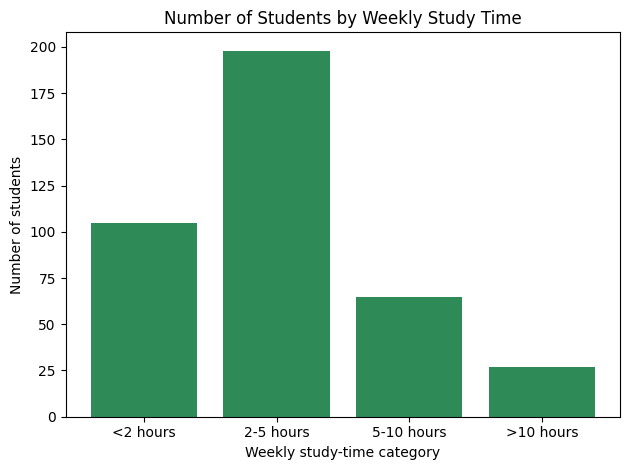 Number of Students by Weekly Study Time
Number of students
200
175
150
125
100
75
50
25
0
<2 hours
2-5 hours
5-10 hours
>10 hours
Weekly study-time category